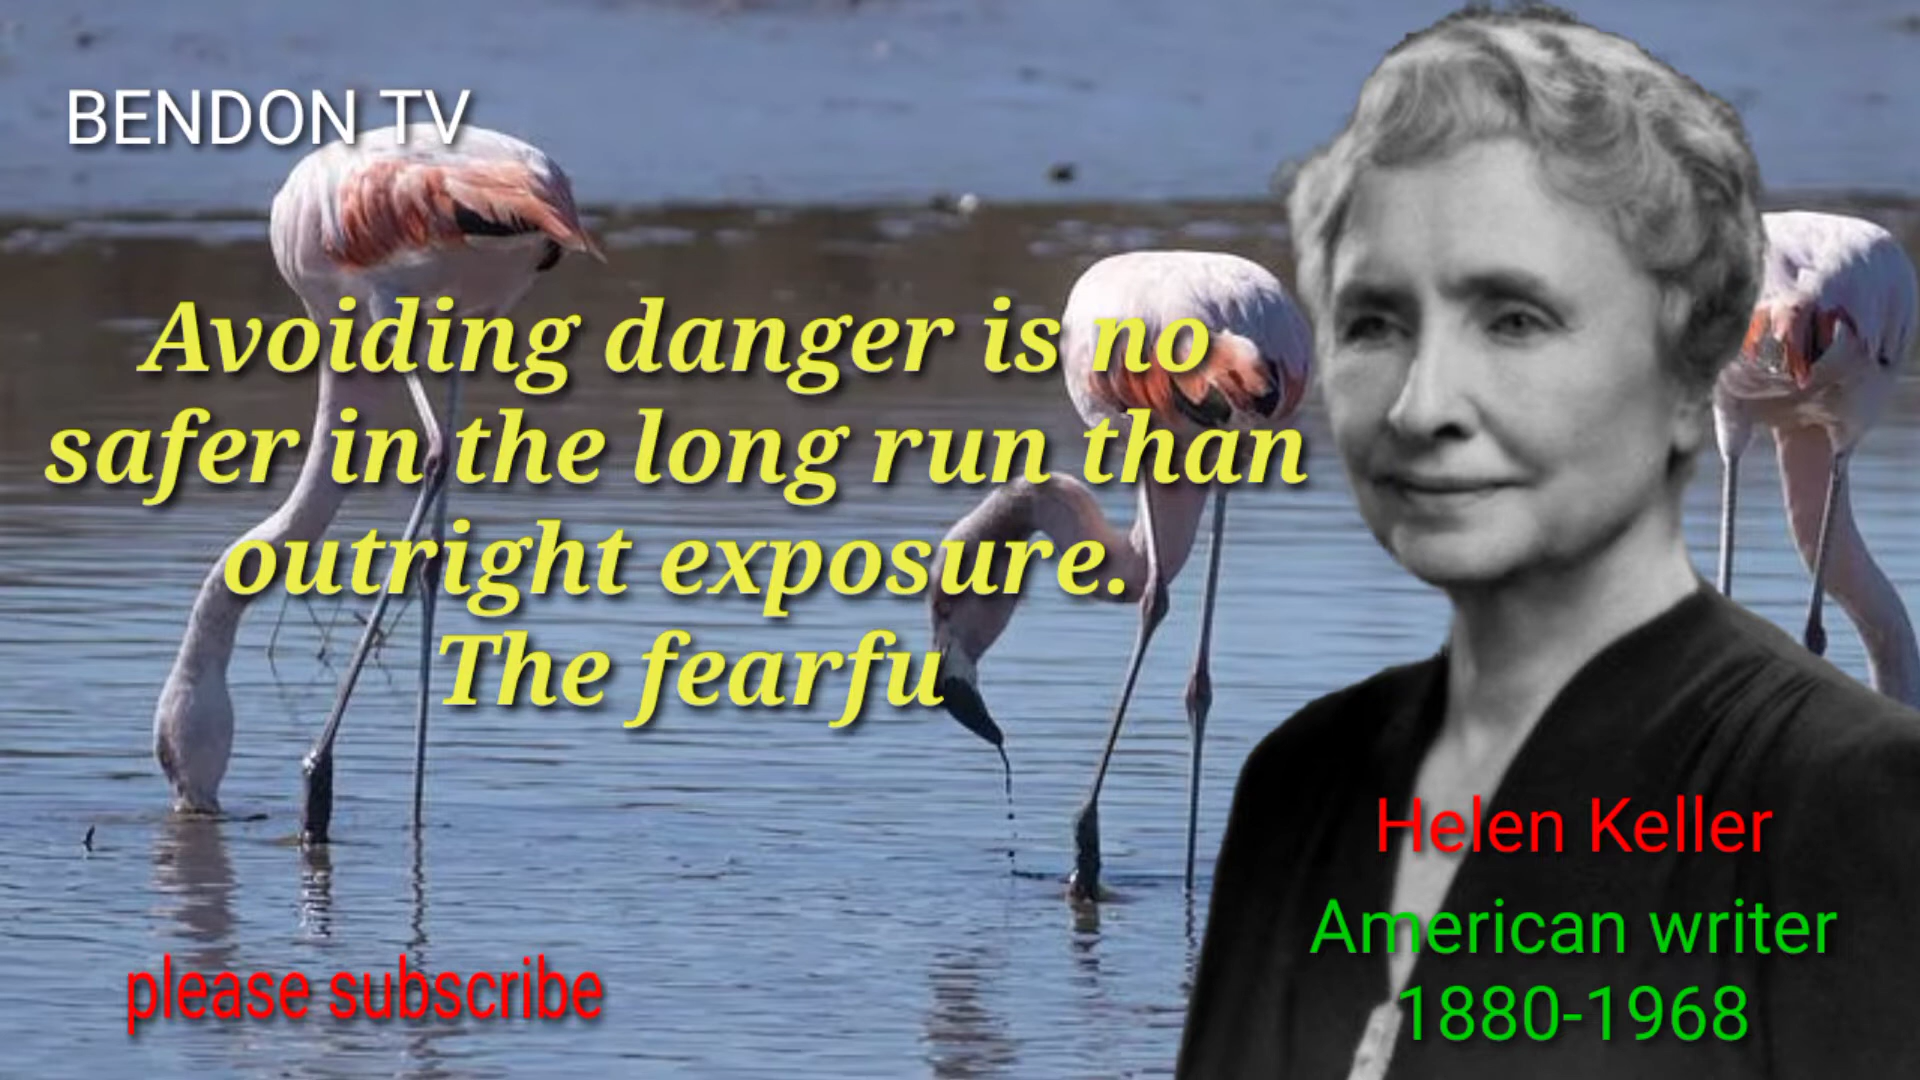 BENDON TV
Avoiding danger is no
safer in the long run than
outright exposure.
The fearfu
Helen Keller
American writer
1880-1968
please subscribe